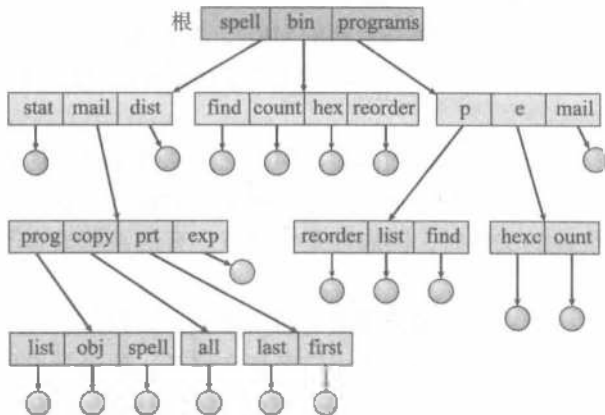 根 spell bin programs
stat mail dist find count hex reorder p e mail
prog copy prt exp reorder list find hexc ount
list obj spell all last first